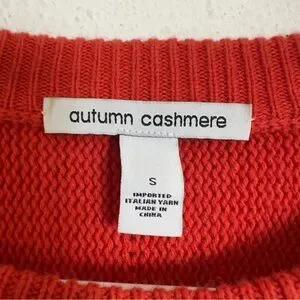 autumn cashmere
S
IMPORTED
ITALIAN YARN
MADE IN
CHINA